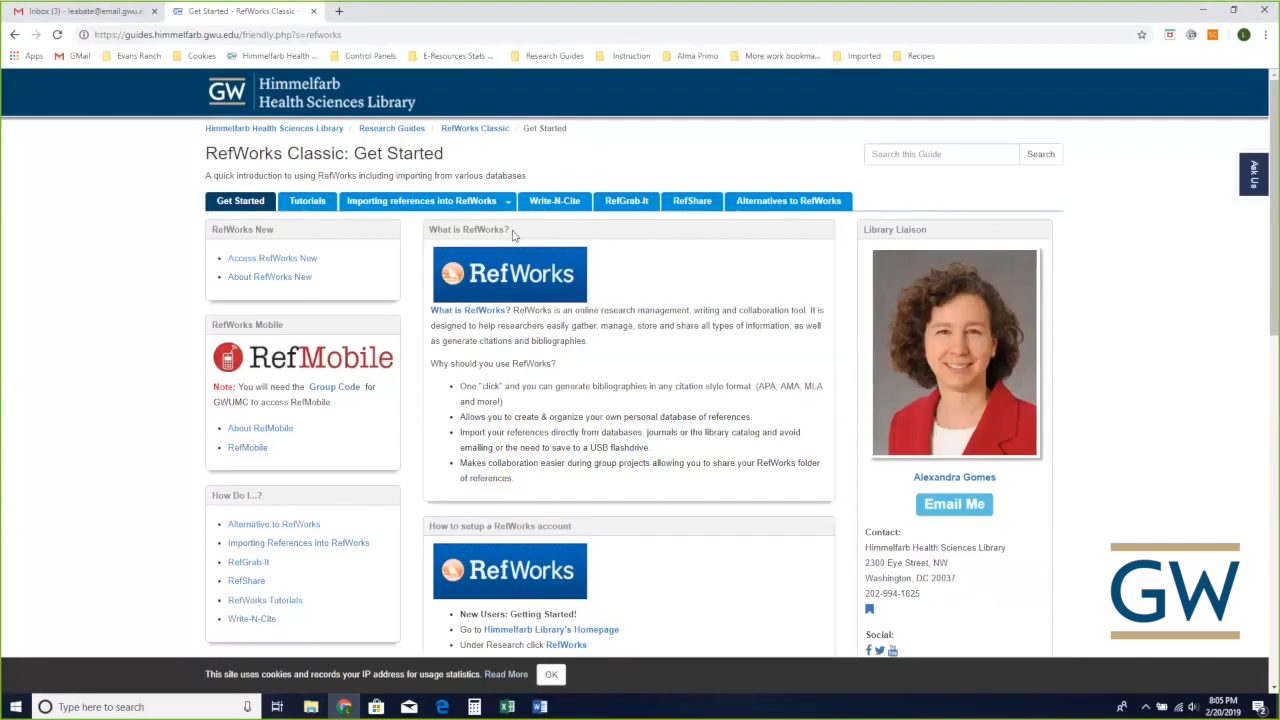 Inbox (3) - leabate@email.gwu.e
Get Started - RefWorks Classic -
https://guides.himmelfarb.gwu.edu/friendly.php?s=refworks
Apps
GMail
Evans Ranch
Cookies
Himmelfarb Health ...
Control Panels
E-Resources Stats ...
Research Guides
Instruction
Alma Primo
More work bookma...
Imported
Recipes
GW
Himmelfarb
Health Sciences Library
Himmelfarb Health Sciences Library / Research Guides / RefWorks Classic / Get Started
RefWorks Classic: Get Started
Search this Guide
Search
A quick introduction to using RefWorks including importing from various databases.
Ask Us
Get Started
Tutorials
Importing references into RefWorks
Write-N-Cite
RefGrab-It
RefShare
Alternatives to RefWorks
RefWorks New
Access RefWorks New
About RefWorks New
RefWorks Mobile
RefMobile
Note: You will need the Group Code for
GWUMC to access RefMobile.
About RefMobile
RefMobile
How Do I...?
Alternative to RefWorks
Importing References into RefWorks
RefGrab-It
RefShare
RefWorks Tutorials
Write-N-Cite
What is RefWorks?
RefWorks
What is RefWorks? RefWorks is an online research management, writing and collaboration tool. It is
designed to help researchers easily gather, manage, store and share all types of information, as well
as generate citations and bibliographies.
Why should you use RefWorks?
One "click" and you can generate bibliographies in any citation style format. (APA, AMA, MLA
and more!)
Allows you to create & organize your own personal database of references.
Import your references directly from databases, journals or the library catalog and avoid
emailing or the need to save to a USB flashdrive.
Makes collaboration easier during group projects allowing you to share your RefWorks folder
of references.
How to setup a RefWorks account
RefWorks
New Users: Getting Started!
Go to Himmelfarb Library's Homepage
Under Research click RefWorks
Library Liaison
Alexandra Gomes
Email Me
Contact:
Himmelfarb Health Sciences Library
2300 Eye Street, NW
Washington, DC 20037
202-994-1825
Social:
GW
This site uses cookies and records your IP address for usage statistics. Read More
OK
Type here to search
8:05 PM
2/20/2019